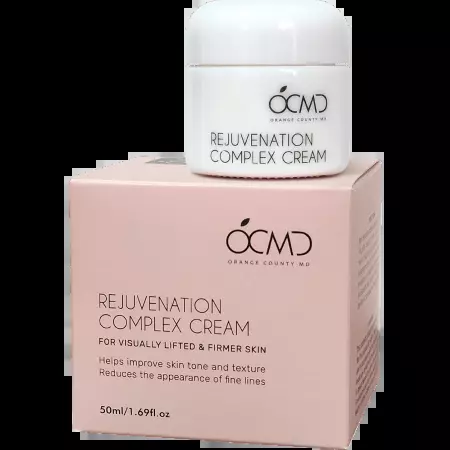 OCMD
ORANGE COUNTY MD
REJUVENATION
COMPLEX CREAM
OCMD
ORANGE COUNTY MD
REJUVENATION
COMPLEX CREAM
FOR VISUALLY LIFTED & FIRMER SKIN
Helps improve skin tone and texture
Reduces the appearance of fine lines
50ml/1.69fl.oz